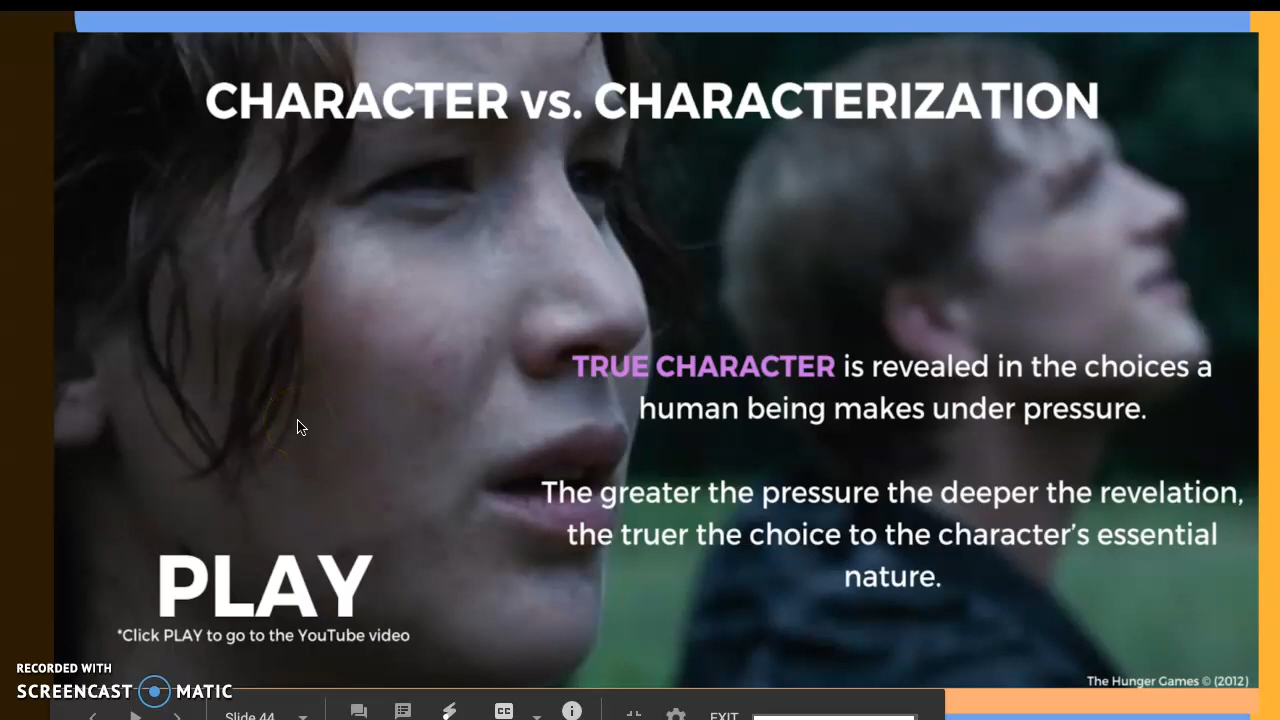 CHARACTER vs. CHARACTERIZATION
TRUE CHARACTER is revealed in the choices a
human being makes under pressure.
The greater the pressure the deeper the revelation,
the truer the choice to the character's essential
nature.
PLAY
*Click PLAY to go to the YouTube video
RECORDED WITH
SCREENCAST MATIC
The Hunger Games © (2012)
Slide 44
CC
EXIT